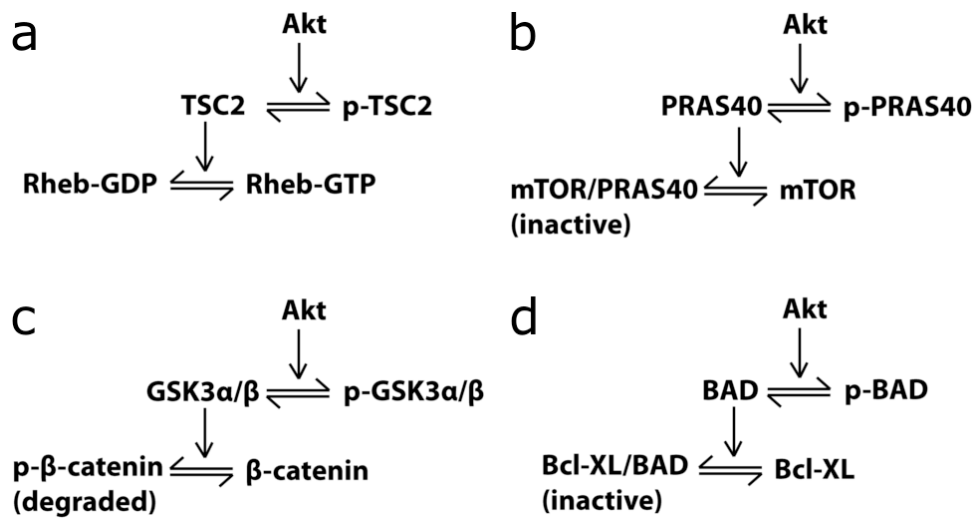 a
Akt
TSC2
p-TSC2
Rheb-GDP
Rheb-GTP
b
Akt
PRAS40
p-PRAS40
mTOR/PRAS40
(inactive)
mTOR
c
Akt
GSK3α/β
p-GSK3α/β
p-β-catenin
(degraded)
β-catenin
d
Akt
BAD
p-BAD
Bcl-XL/BAD
(inactive)
Bcl-XL